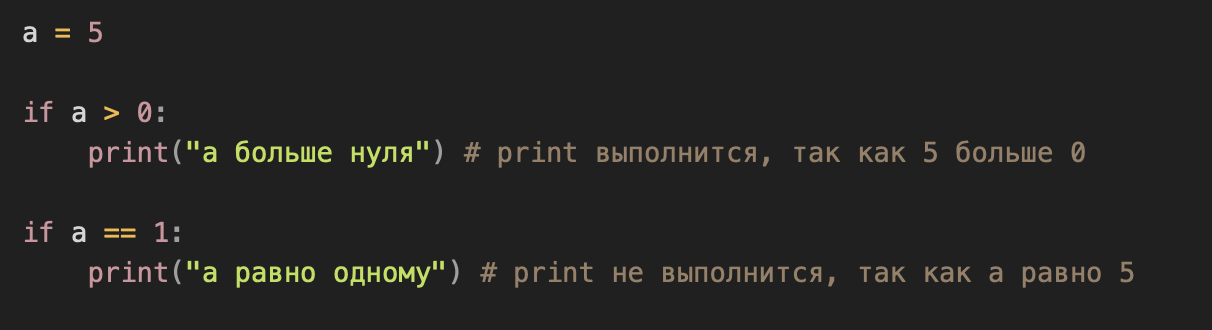 a = 5
if a > 0:
print("a больше нуля") # print выполнится, так как 5 больше 0
if a == 1:
print("а равно одному") # print не выполнится, так как а равно 5